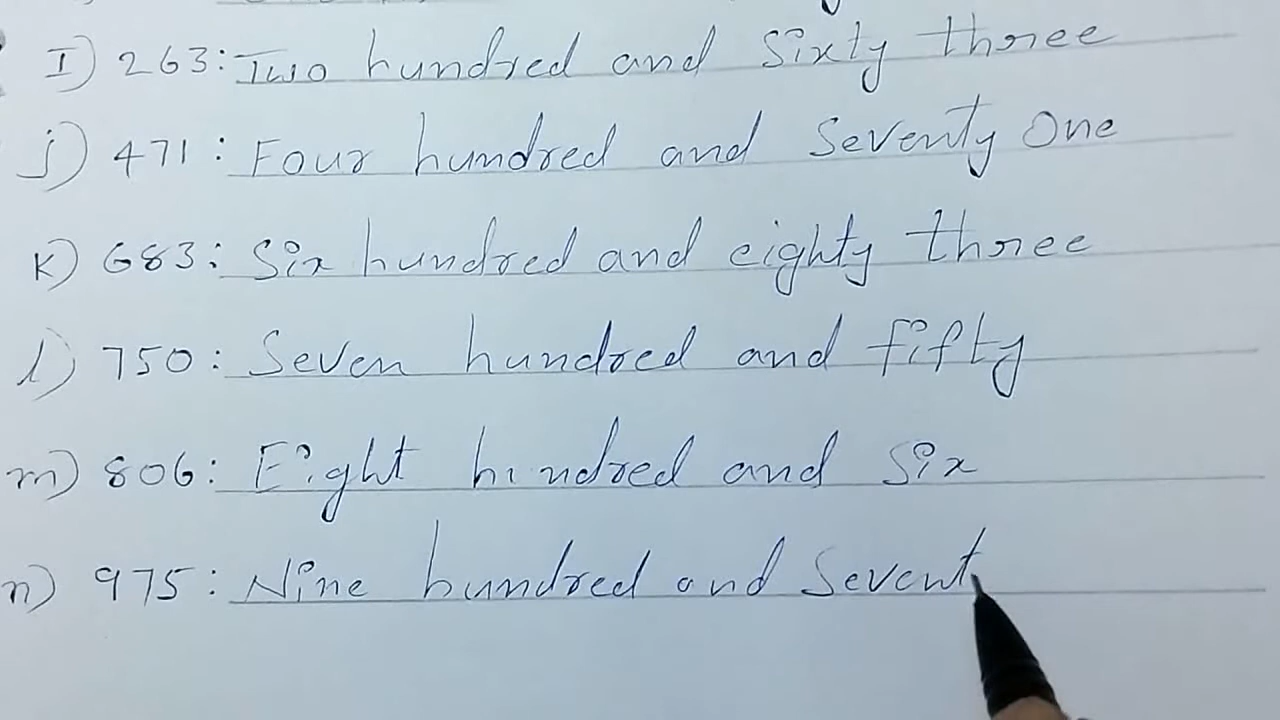 I) 263: Two hundred and Sixty three
j) 471: Four hundred and Seventy One
K) 683: Six hundred and eighty three
l) 750: Seven hundred and fifty
m) 806: Eight hundred and Six
n) 975: Nine hundred and Sevent